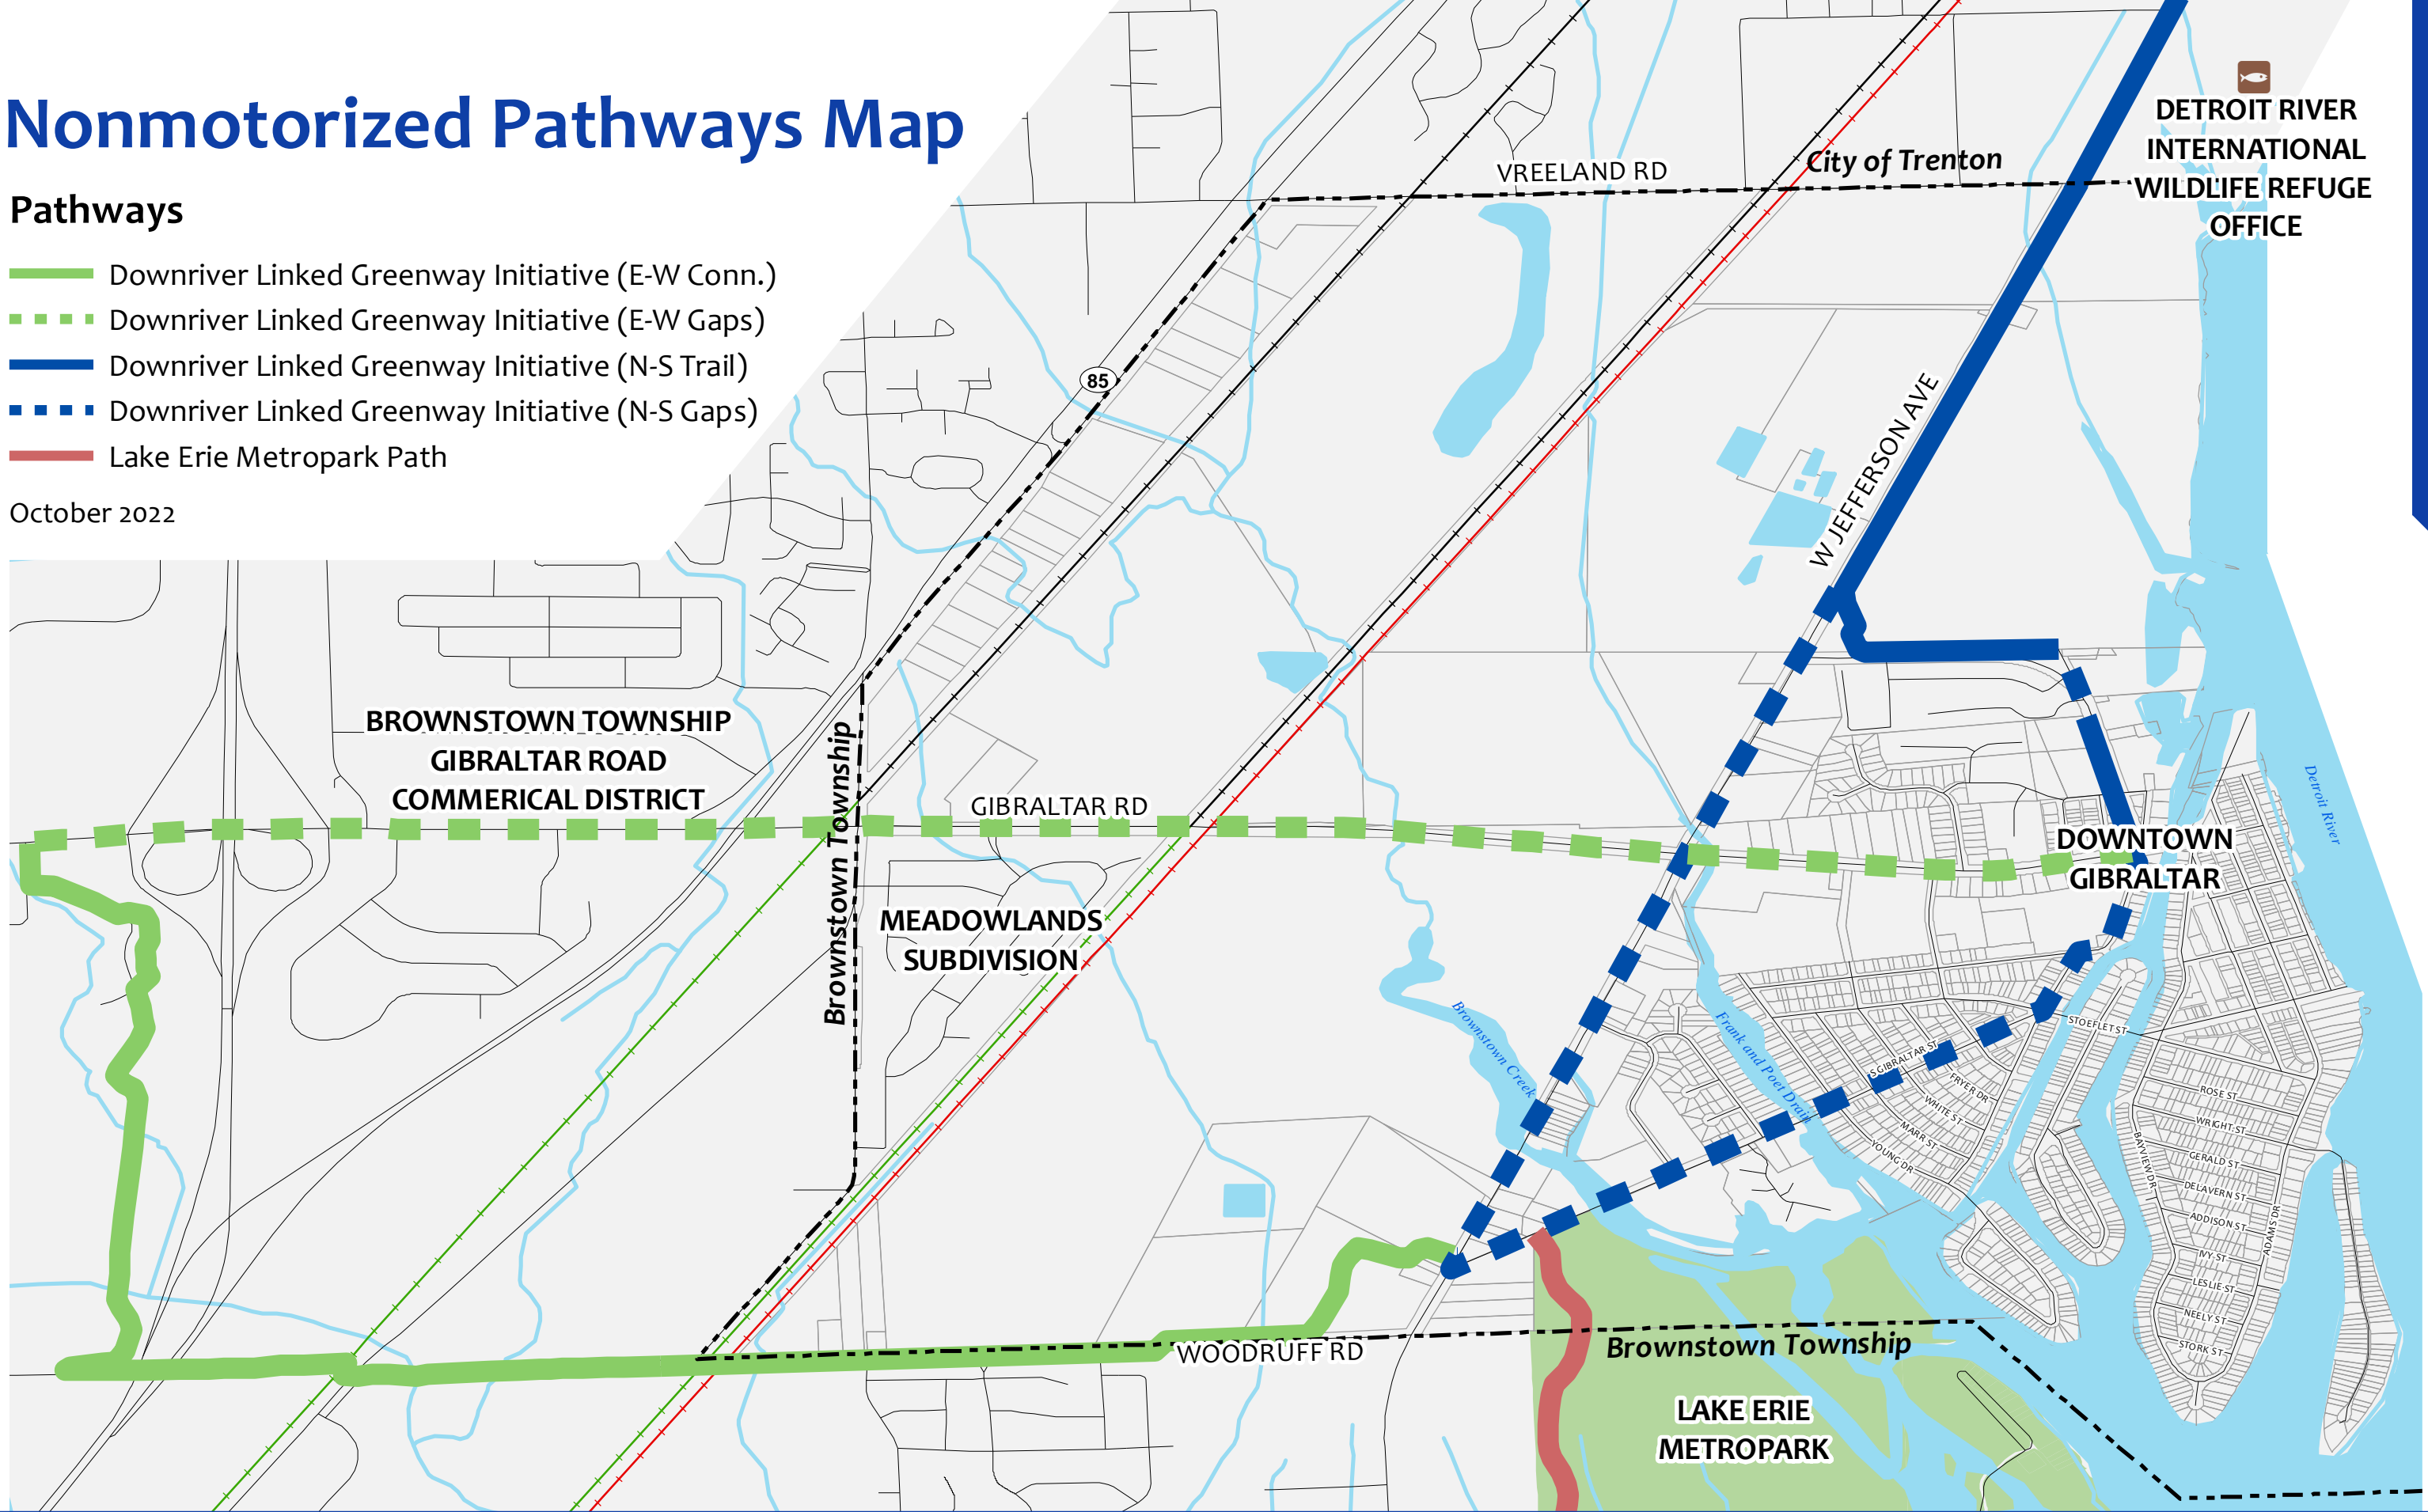 Nonmotorized Pathways Map
Pathways
Downriver Linked Greenway Initiative (E-W Conn.)
Downriver Linked Greenway Initiative (E-W Gaps)
Downriver Linked Greenway Initiative (N-S Trail)
Downriver Linked Greenway Initiative (N-S Gaps)
Lake Erie Metropark Path
October 2022
VREELAND RD
City of Trenton
DETROIT RIVER
INTERNATIONAL
WILDLIFE REFUGE
OFFICE
85
W JEFFERSON AVE
BROWNSTOWN TOWNSHIP
GIBRALTAR ROAD
COMMERICAL DISTRICT
Brownstown Township
GIBRALTAR RD
Detroit River
DOWNTOWN
GIBRALTAR
MEADOWLANDS
SUBDIVISION
Brownstown Creek
Frank and Poet Drain
STOEFLET ST
S GIBRALTAR ST
FRYER DR
WHITE ST
MARR ST
YOUNG DR
ROSE ST
WRIGHT ST
BAYVIEW DR
GERALD ST
DELAVERN ST
ADDISON ST
ADAMS DR
IVY ST
LESLIE ST
NEELY ST
STORK ST
WOODRUFF RD
Brownstown Township
LAKE ERIE
METROPARK